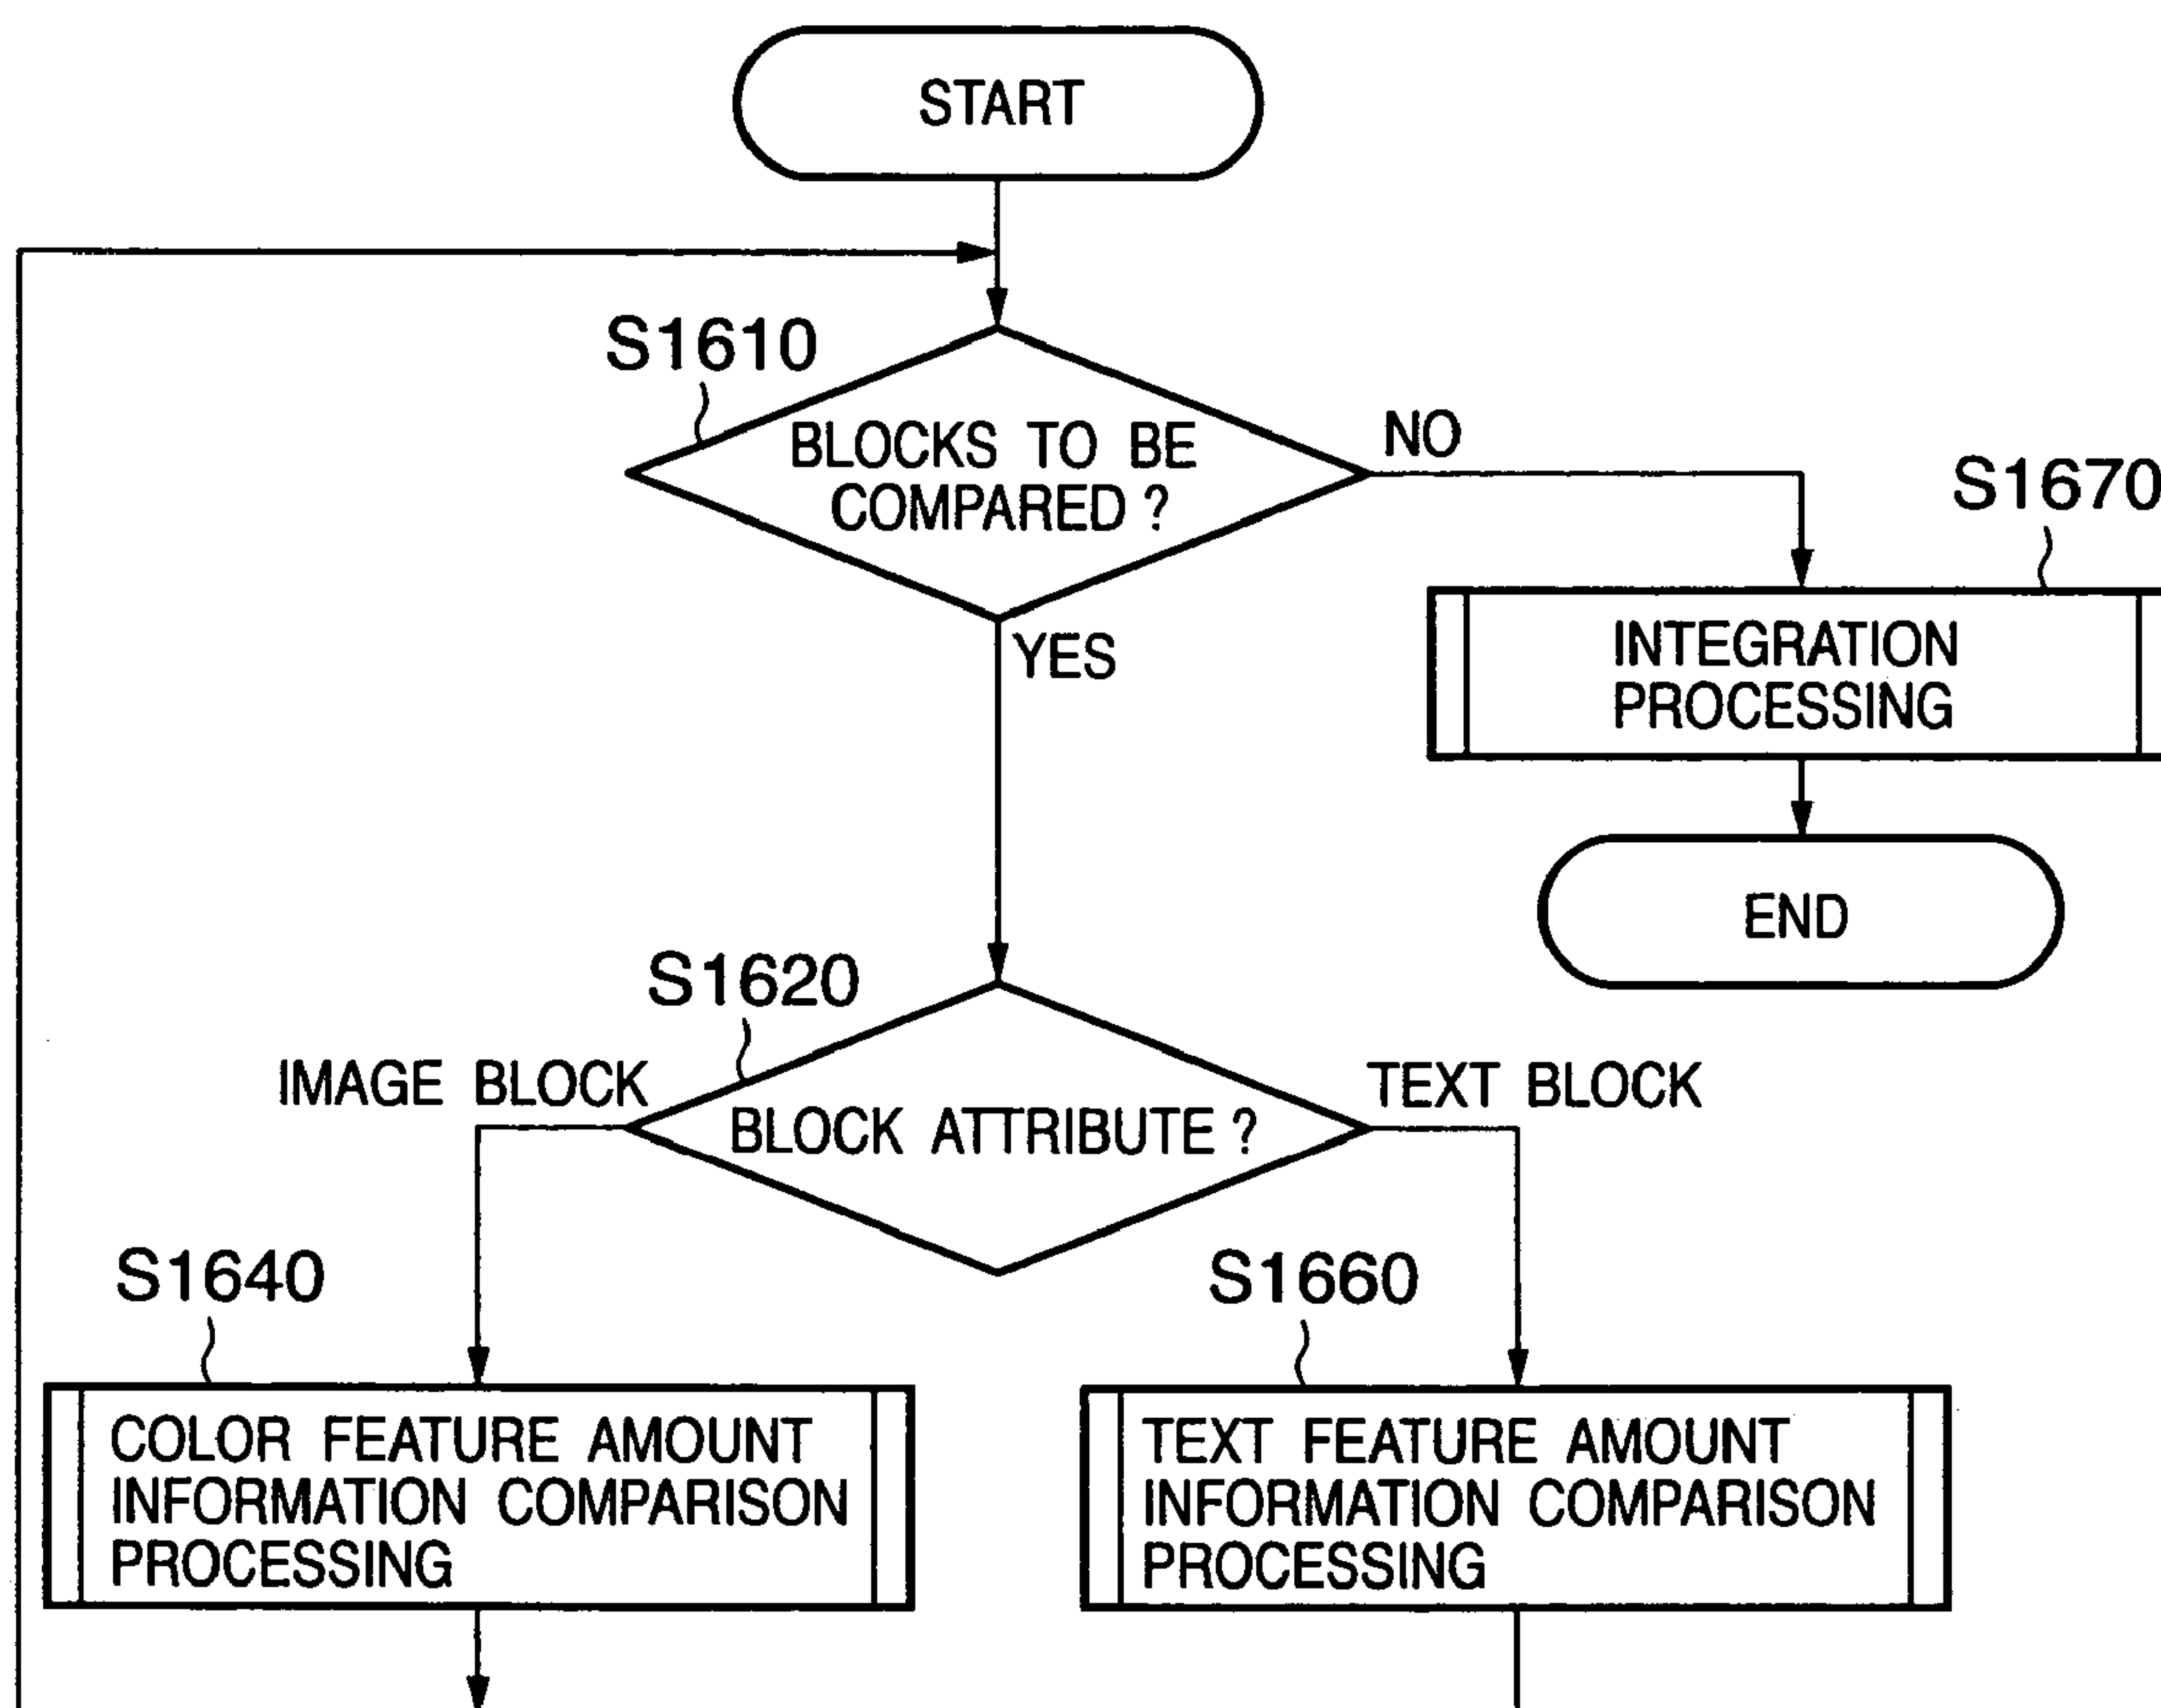 START
S1610
BLOCKS TO BE
COMPARED ?
NO
S1670
YES
INTEGRATION
PROCESSING
END
S1620
IMAGE BLOCK
BLOCK ATTRIBUTE ?
TEXT BLOCK
S1640
COLOR FEATURE AMOUNT
INFORMATION COMPARISON
PROCESSING
S1660
TEXT FEATURE AMOUNT
INFORMATION COMPARISON
PROCESSING